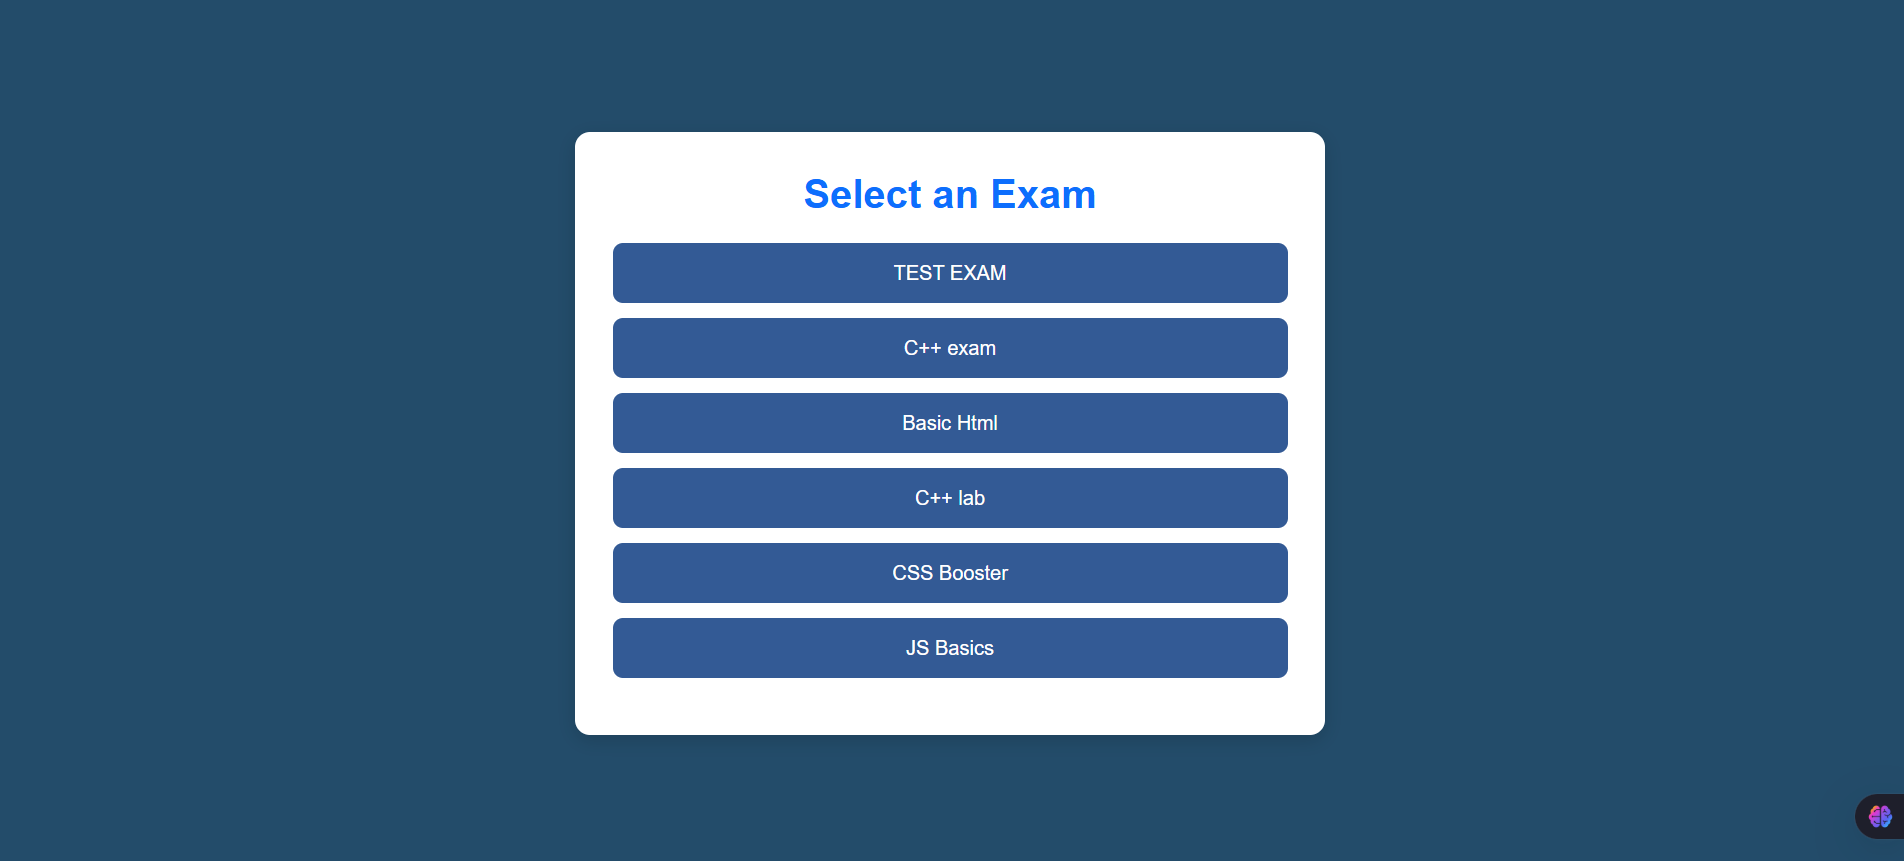 Select an Exam
TEST EXAM
C++ exam
Basic Html
C++ lab
CSS Booster
JS Basics